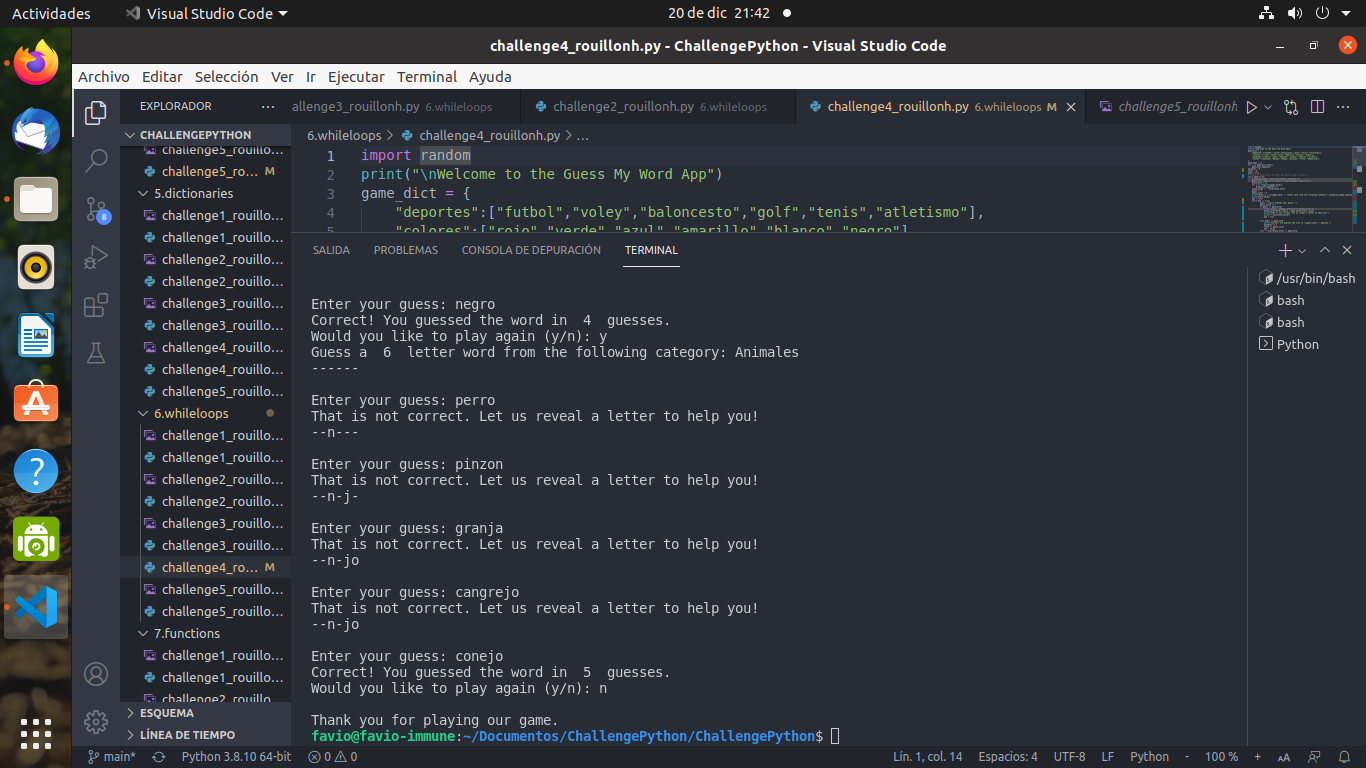 Actividades
Visual Studio Code
20 de dic 21:42
challenge4_rouillonh.py - ChallengePython - Visual Studio Code
Archivo Editar Selección Ver Ir Ejecutar Terminal Ayuda
EXPLORADOR
CHALLENGEPYTHON
challenge5_rouillo...
challenge5_ro... M
5.dictionaries
challenge1_rouillo...
challenge1_rouillo...
challenge2_rouillo...
challenge2_rouillo...
challenge3_rouillo...
challenge3_rouillo...
challenge4_rouillo...
challenge4_rouillo...
challenge5_rouillo...
6.whileloops
challenge1_rouillo...
challenge1_rouillo...
challenge2_rouillo...
challenge2_rouillo...
challenge3_rouillo...
challenge3_rouillo...
challenge4_ro... M
challenge5_rouillo...
challenge5_rouillo...
7.functions
challenge1_rouillo...
challenge1_rouillo...
challenge2_rouillo...
ESQUEMA
LÍNEA DE TIEMPO
8
allenge3_rouillonh.py 6.whileloops
challenge2_rouillonh.py 6.whileloops
challenge4_rouillonh.py 6.whileloops M
challenge5_rouillonh
6.whileloops > challenge4_rouillonh.py > ...
1 import random
2 print("\nWelcome to the Guess My Word App")
3 game_dict = {
4 "deportes":["futbol","voley","baloncesto","golf","tenis","atletismo"],
5 "colores":["rojo","verde","azul","amarillo","blanco","negro"]
SALIDA PROBLEMAS CONSOLA DE DEPURACIÓN TERMINAL
Enter your guess: negro
Correct! You guessed the word in  4  guesses.
Would you like to play again (y/n): y
Guess a  6  letter word from the following category: Animales
------
Enter your guess: perro
That is not correct. Let us reveal a letter to help you!
--n---
Enter your guess: pinzon
That is not correct. Let us reveal a letter to help you!
--n-j-
Enter your guess: granja
That is not correct. Let us reveal a letter to help you!
--n-jo
Enter your guess: cangrejo
That is not correct. Let us reveal a letter to help you!
--n-jo
Enter your guess: conejo
Correct! You guessed the word in  5  guesses.
Would you like to play again (y/n): n
Thank you for playing our game.
favio@favio-immune:~/Documentos/ChallengePython/ChallengePython$
/usr/bin/bash
bash
bash
Python
main* Python 3.8.10 64-bit 0 0 Lín. 1, col. 14 Espacios: 4 UTF-8 LF Python - 100 % + AA